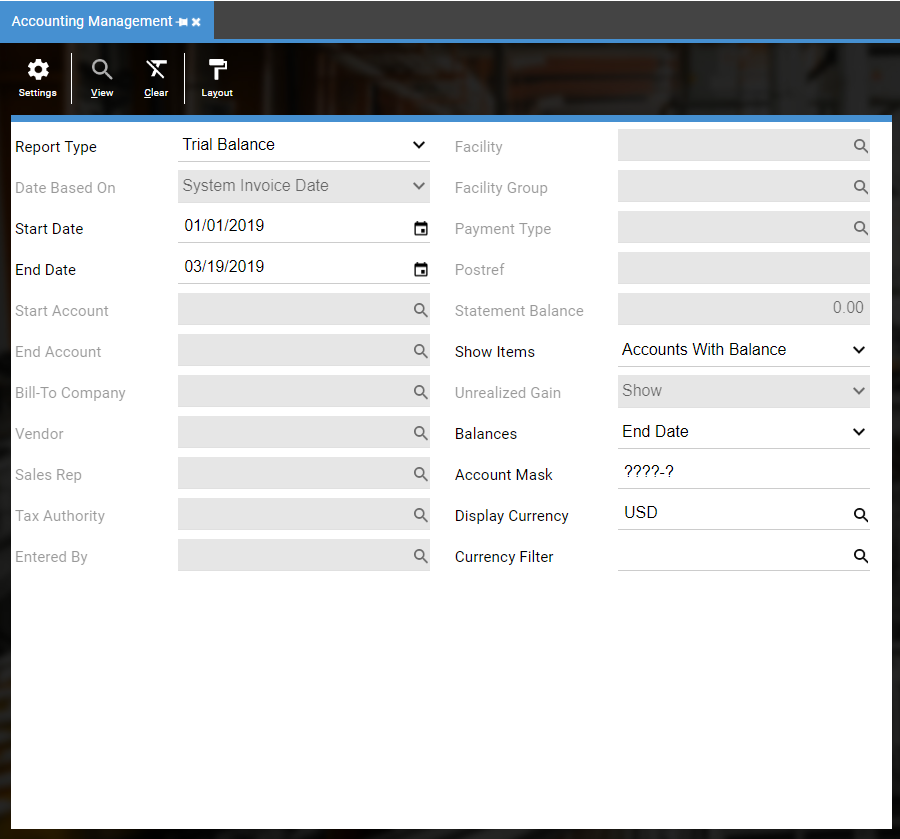 Accounting Management
Settings
View
Clear
Layout
Report Type Trial Balance
Date Based On System Invoice Date
Start Date 01/01/2019
End Date 03/19/2019
Start Account
End Account
Bill-To Company
Vendor
Sales Rep
Tax Authority
Entered By
Facility
Facility Group
Payment Type
Postref
Statement Balance 0.00
Show Items Accounts With Balance
Unrealized Gain Show
Balances End Date
Account Mask ????-?
Display Currency USD
Currency Filter